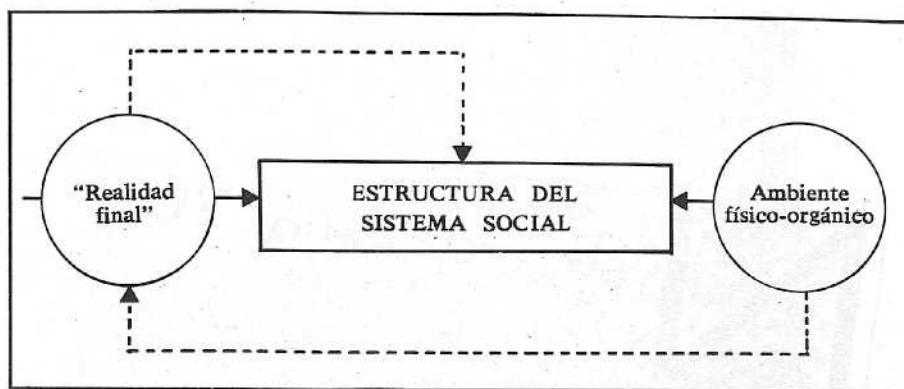 “Realidad
final”
ESTRUCTURA DEL
SISTEMA SOCIAL
Ambiente
físico-orgánico